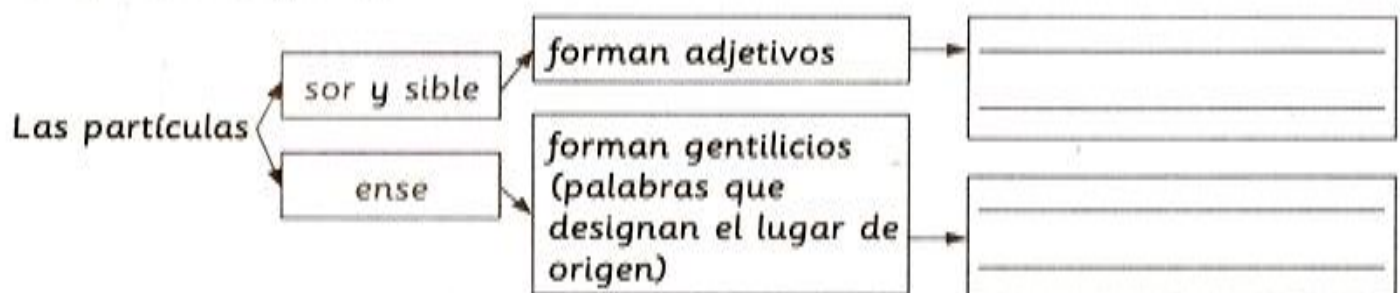 Las partículas
sor y sible
ense
forman adjetivos
forman gentilicios
(palabras que
designan el lugar de
origen)